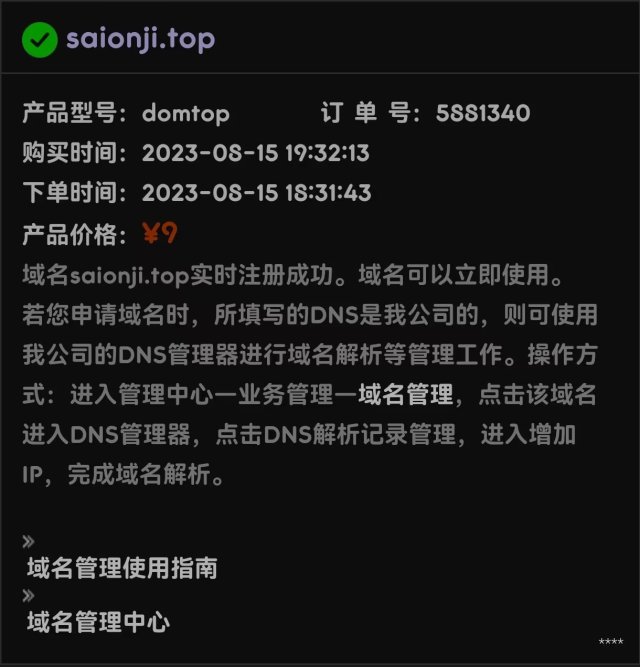 saionji.top
产品型号：domtop 订 单 号：5881340
购买时间：2023-08-15 19:32:13
下单时间：2023-08-15 18:31:43
产品价格：¥9
域名saionji.top实时注册成功。域名可以立即使用。
若您申请域名时，所填写的DNS是我公司的，则可使用
我公司的DNS管理器进行域名解析等管理工作。操作方
式：进入管理中心—业务管理—域名管理，点击该域名
进入DNS管理器，点击DNS解析记录管理，进入增加
IP，完成域名解析。
»
域名管理使用指南
»
域名管理中心
****